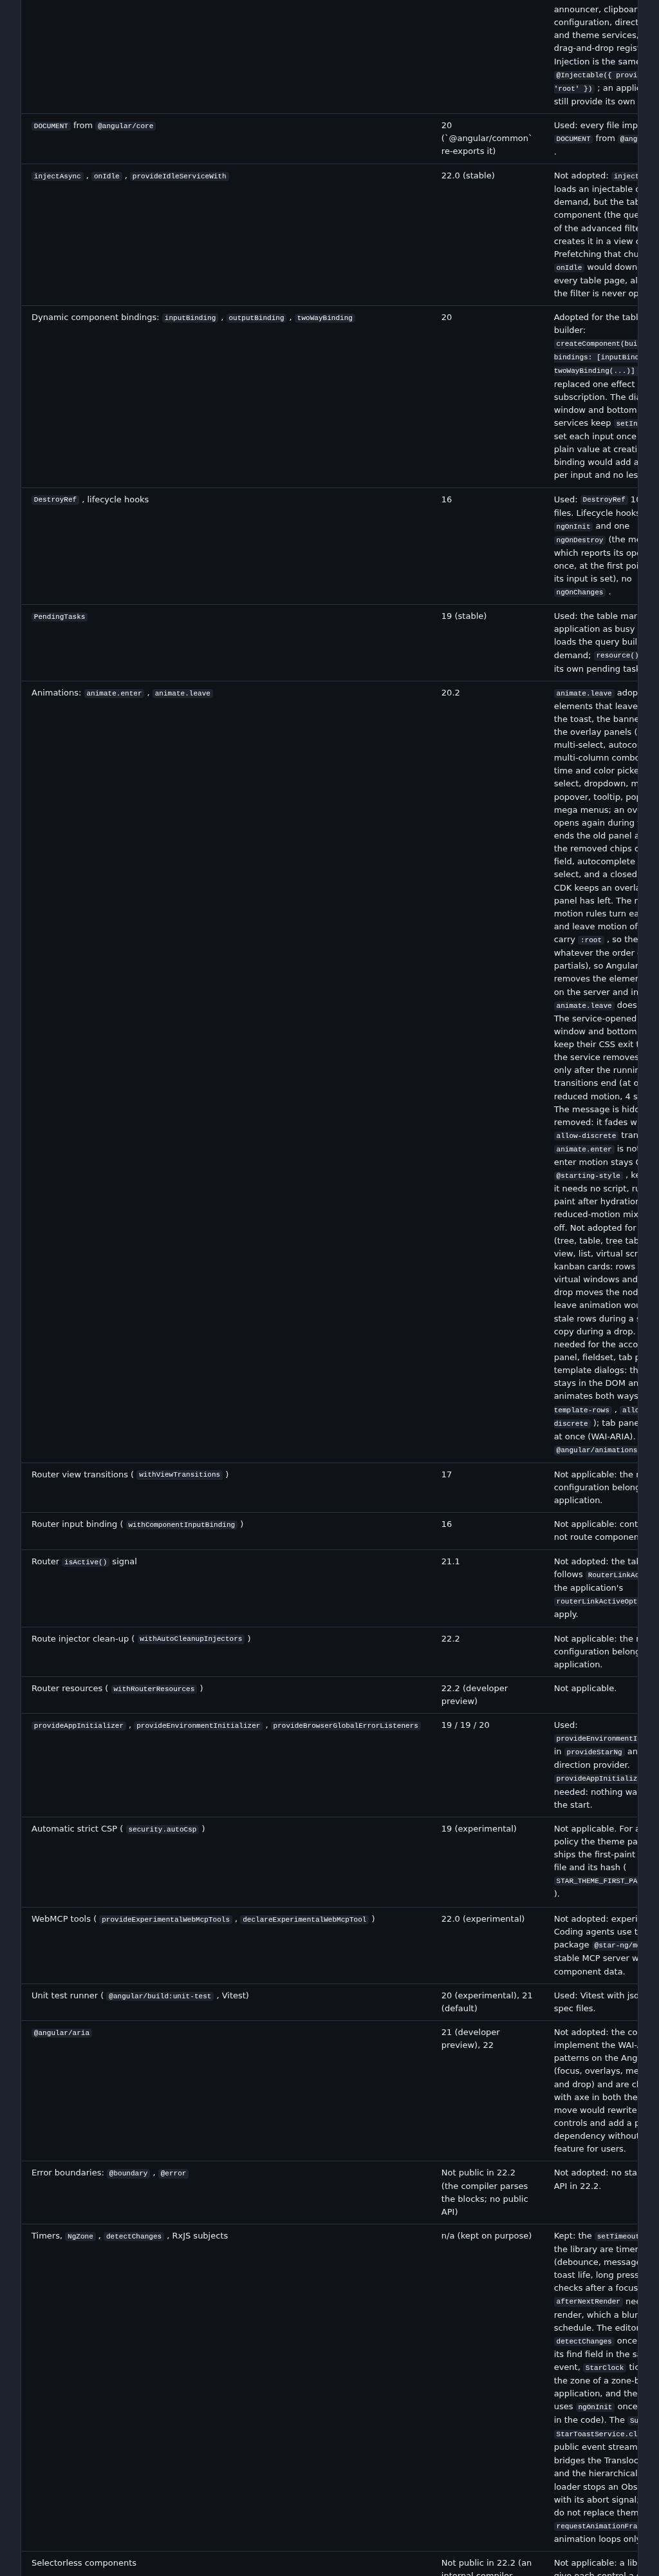 announcer, clipboar
configuration, direct
and theme services,
drag-and-drop regist
Injection is the same
@Injectable({ provi
'root' }) ; an applic
still provide its own
DOCUMENT from @angular/core
20
(`@angular/common`
re-exports it)
Used: every file imp
DOCUMENT from @ang
.
injectAsync , onIdle , provideIdleServiceWith
22.0 (stable)
Not adopted: inject
loads an injectable o
demand, but the tab
component (the que
of the advanced filte
creates it in a view c
Prefetching that chu
onIdle would down
every table page, al
the filter is never op
Dynamic component bindings: inputBinding , outputBinding , twoWayBinding
20
Adopted for the tabl
builder:
createComponent(bui
bindings: [inputBind
twoWayBinding(...)]
replaced one effect
subscription. The dia
window and bottom
services keep setIn
set each input once
plain value at creati
binding would add a
per input and no les
DestroyRef , lifecycle hooks
16
Used: DestroyRef 10
files. Lifecycle hooks
ngOnInit and one
ngOnDestroy (the me
which reports its ope
once, at the first poi
its input is set), no
ngOnChanges .
PendingTasks
19 (stable)
Used: the table mar
application as busy
loads the query buil
demand; resource()
its own pending task
Animations: animate.enter , animate.leave
20.2
animate.leave adop
elements that leave
the toast, the banne
the overlay panels (
multi-select, autoco
multi-column combo
time and color picke
select, dropdown, m
popover, tooltip, pop
mega menus; an ove
opens again during
ends the old panel a
the removed chips o
field, autocomplete
select, and a closed
CDK keeps an overla
panel has left. The r
motion rules turn ea
and leave motion of
carry :root , so the
whatever the order
partials), so Angular
removes the elemen
on the server and in
animate.leave does
The service-opened
window and bottom
keep their CSS exit t
the service removes
only after the runnin
transitions end (at o
reduced motion, 4 s
The message is hidd
removed: it fades w
allow-discrete tran
animate.enter is no
enter motion stays C
@starting-style , ke
it needs no script, ru
paint after hydration
reduced-motion mix
off. Not adopted for
(tree, table, tree tab
view, list, virtual scr
kanban cards: rows
virtual windows and
drop moves the nod
leave animation wou
stale rows during a s
copy during a drop.
needed for the acco
panel, fieldset, tab p
template dialogs: th
stays in the DOM an
animates both ways
template-rows , allo
discrete ); tab pane
at once (WAI-ARIA).
@angular/animations
Router view transitions ( withViewTransitions )
17
Not applicable: the r
configuration belong
application.
Router input binding ( withComponentInputBinding )
16
Not applicable: cont
not route componen
Router isActive() signal
21.1
Not adopted: the tal
follows RouterLinkAc
the application's
routerLinkActiveOpt
apply.
Route injector clean-up ( withAutoCleanupInjectors )
22.2
Not applicable: the r
configuration belong
application.
Router resources ( withRouterResources )
22.2 (developer
preview)
Not applicable.
provideAppInitializer , provideEnvironmentInitializer , provideBrowserGlobalErrorListeners
19 / 19 / 20
Used:
provideEnvironmentI
in provideStarNg an
direction provider.
provideAppInitializ
needed: nothing wa
the start.
Automatic strict CSP ( security.autoCsp )
19 (experimental)
Not applicable. For a
policy the theme pa
ships the first-paint
file and its hash (
STAR_THEME_FIRST_PA
).
WebMCP tools ( provideExperimentalWebMcpTools , declareExperimentalWebMcpTool )
22.0 (experimental)
Not adopted: experi
Coding agents use t
package @star-ng/m
stable MCP server w
component data.
Unit test runner ( @angular/build:unit-test , Vitest)
20 (experimental), 21
(default)
Used: Vitest with jsd
spec files.
@angular/aria
21 (developer
preview), 22
Not adopted: the co
implement the WAI-
patterns on the Ang
(focus, overlays, me
and drop) and are ch
with axe in both the
move would rewrite
controls and add a p
dependency without
feature for users.
Error boundaries: @boundary , @error
Not public in 22.2
(the compiler parses
the blocks; no public
API)
Not adopted: no sta
API in 22.2.
Timers, NgZone , detectChanges , RxJS subjects
n/a (kept on purpose)
Kept: the setTimeout
the library are timer
(debounce, message
toast life, long press
checks after a focus
afterNextRender nee
render, which a blur
schedule. The editor
detectChanges once
its find field in the sa
event, StarClock tic
the zone of a zone-b
application, and the
uses ngOnInit once
in the code). The Su
StarToastService.cl
public event stream
bridges the Transloc
and the hierarchical
loader stops an Obs
with its abort signal,
do not replace them
requestAnimationFra
animation loops only
Selectorless components
Not public in 22.2 (an
internal compiler
Not applicable: a lib
give each control a s